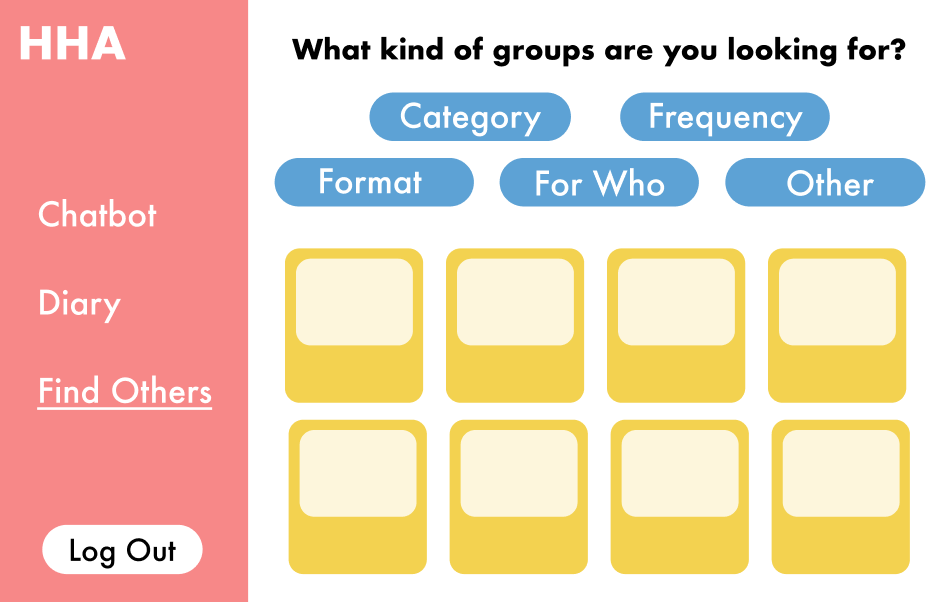 HHA
Chatbot
Diary
Find Others
Log Out
What kind of groups are you looking for?
Category
Frequency
Format
For Who
Other